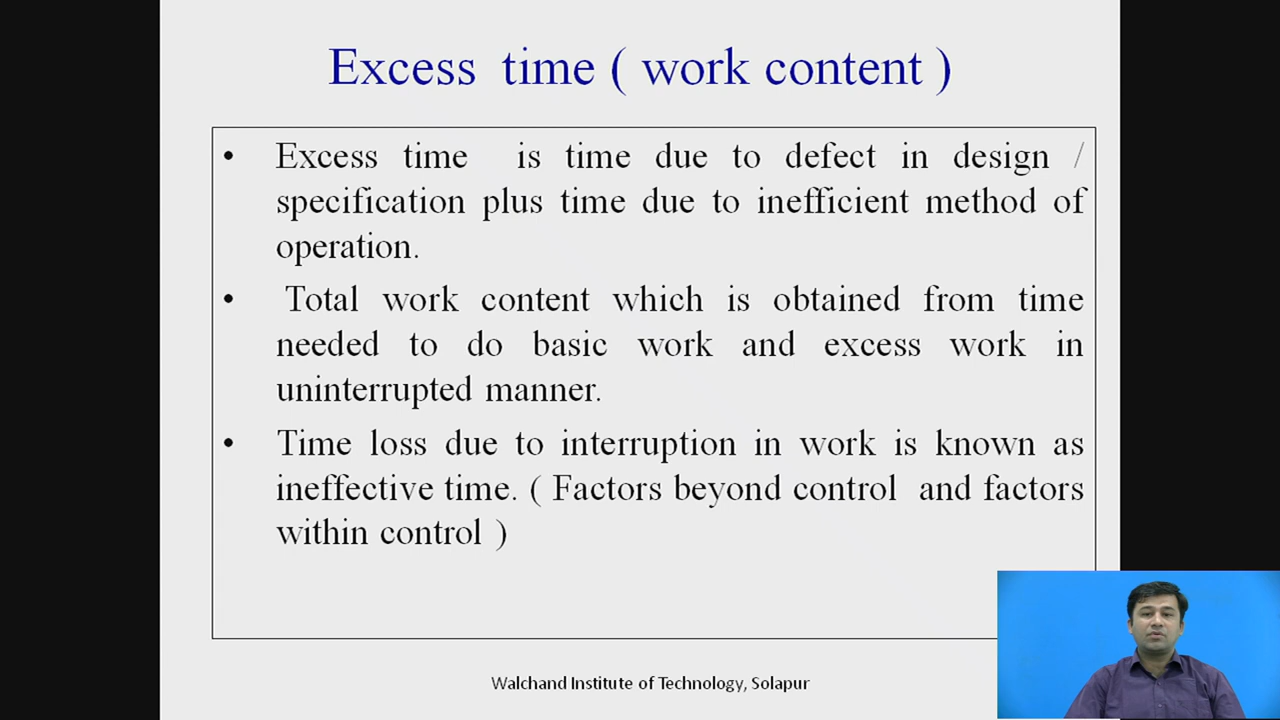 Excess time ( work content )
• Excess time is time due to defect in design /
specification plus time due to inefficient method of
operation.
• Total work content which is obtained from time
needed to do basic work and excess work in
uninterrupted manner.
• Time loss due to interruption in work is known as
ineffective time. ( Factors beyond control and factors
within control )
Walchand Institute of Technology, Solapur